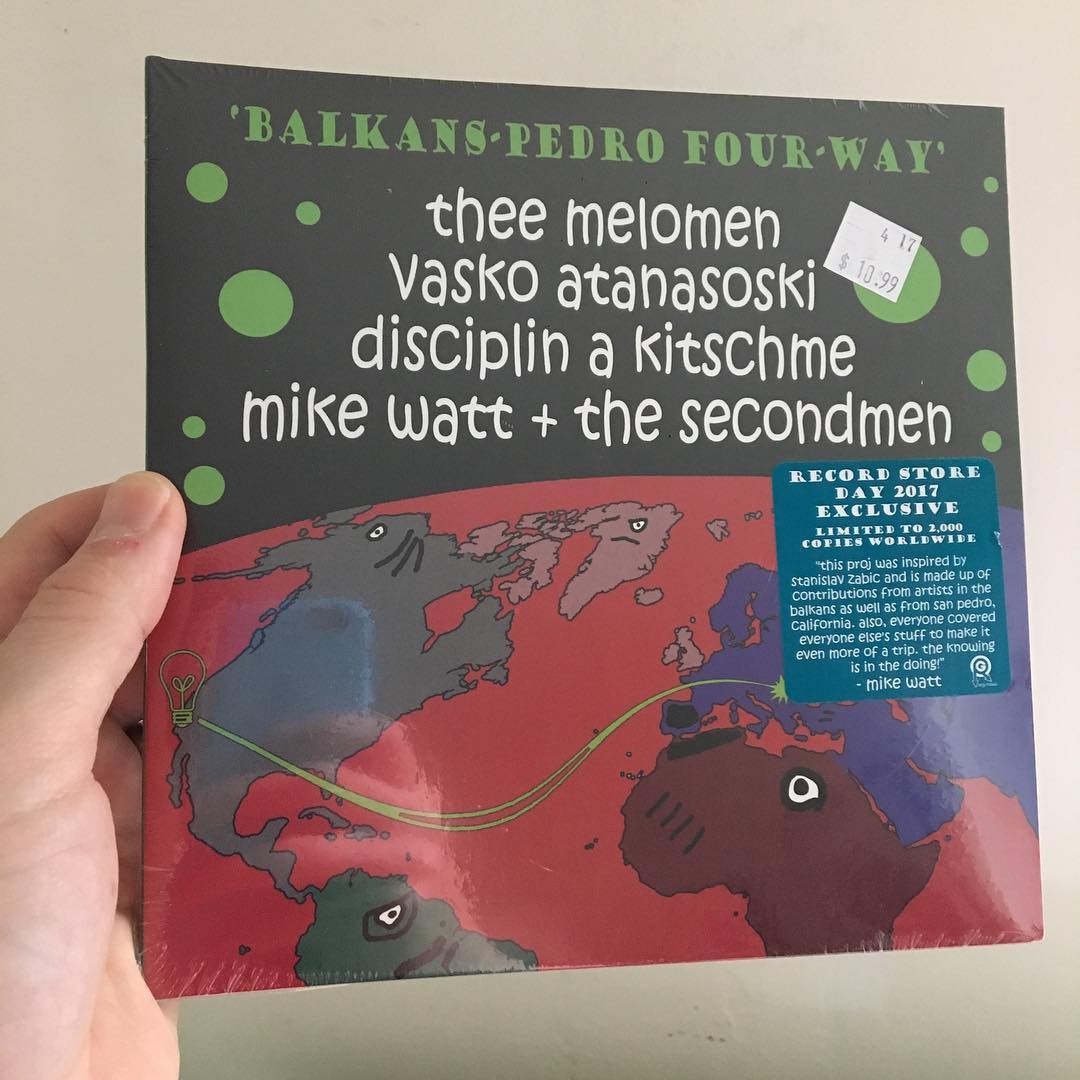 'BALKANS-PEDRO FOUR-WAY'
thee melomen
vasko atanasoski
disciplin a kitschme
mike watt + the secondmen
4 17
$ 10.99
RECORD STORE
DAY 2017
EXCLUSIVE
LIMITED TO 2,000
COPIES WORLDWIDE
"this proj was inspired by
stanislav zabic and is made up of
contributions from artists in the
balkans as well as from san pedro,
california. also, everyone covered
everyone else's stuff to make it
even more of a trip. the knowing
is in the doing!"
- mike watt